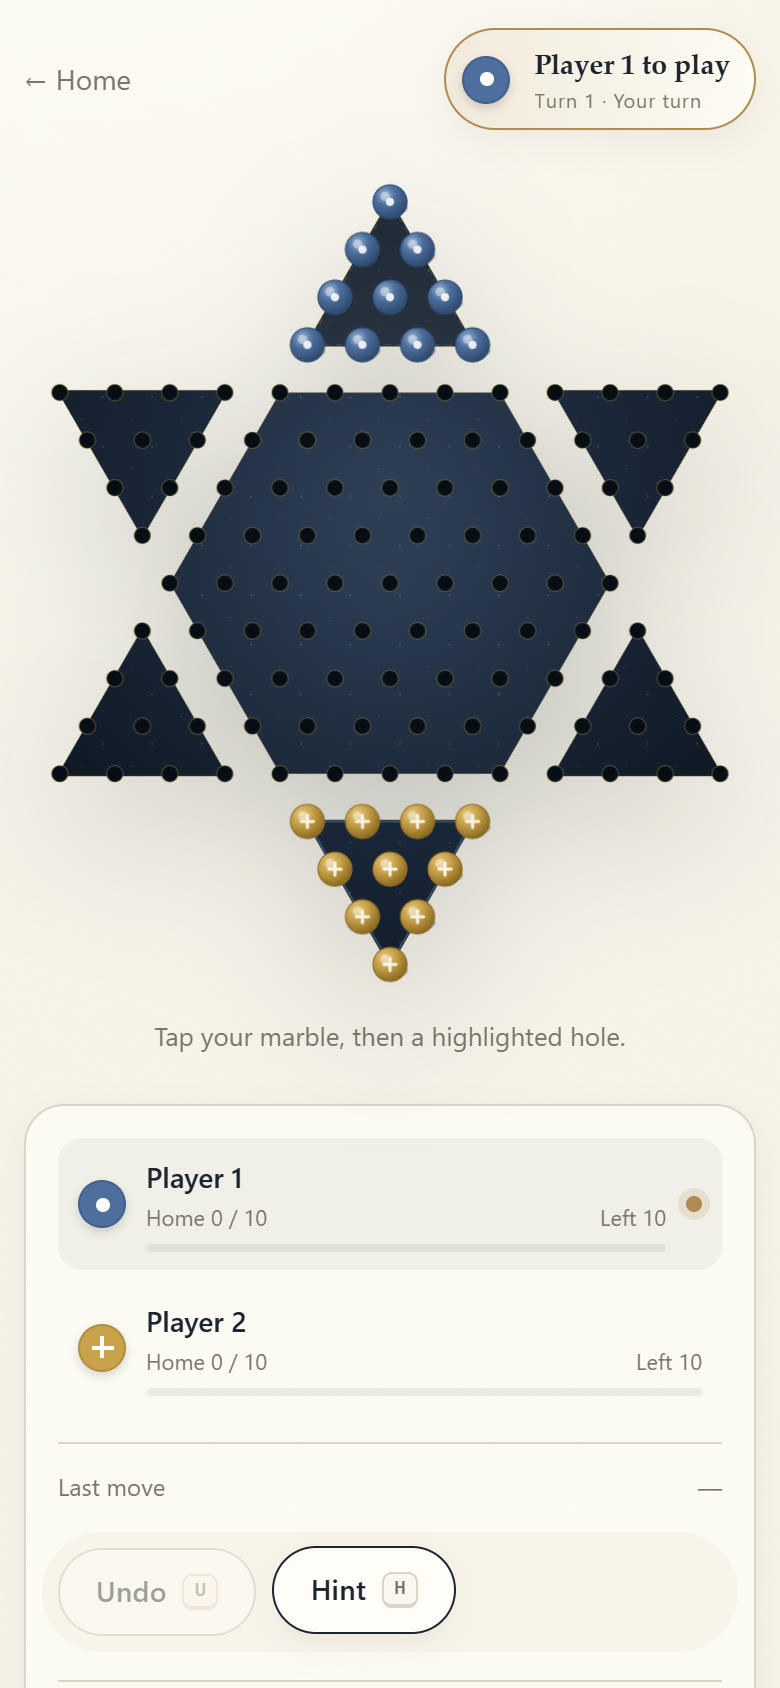 ← Home
Player 1 to play
Turn 1 · Your turn
Tap your marble, then a highlighted hole.
Player 1
Home 0 / 10
Left 10
Player 2
Home 0 / 10
Left 10
Last move
—
Undo U
Hint H